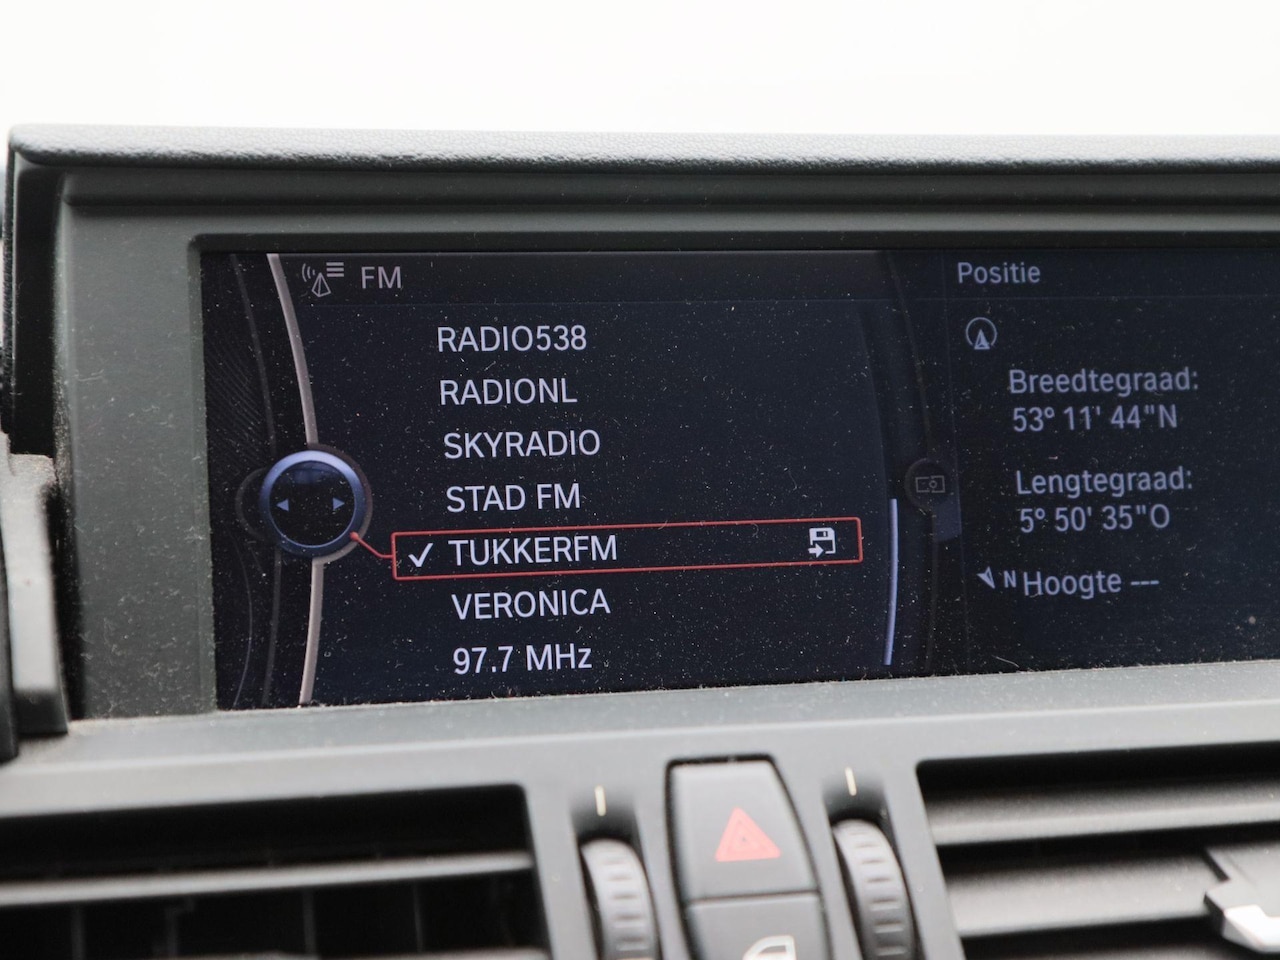 FM
RADIO538
RADIONL
SKYRADIO
STAD FM
TUKKERFM
VERONICA
97.7 MHz
Positie
Breedtegraad:
53° 11' 44"N
Lengtegraad:
5° 50' 35"O
N Hoogte ---